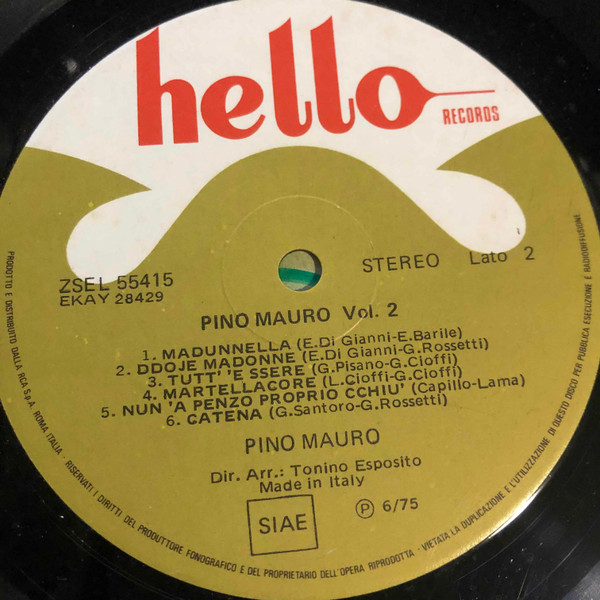 hello
RECORDS
ZSEL 55415
EKAY 28429
STEREO Lato 2
PINO MAURO Vol. 2
1. MADUNNELLA (E.Di Gianni-E.Barile)
2. DDOJE MADONNE (E.Di Gianni-G.Rossetti)
3. TUTT' 'E SSERE (G.Pisano-G.Cioffi)
4. MARTELLACORE (L.Cioffi-G.Cioffi)
5. NUN 'A PENZO PROPRIO CCHIU' (Capillo-Lama)
6. CATENA (G.Santoro-G.Rossetti)
PINO MAURO
Dir. Arr.: Tonino Esposito
Made in Italy
SIAE
P 6/75
PRODOTTO E DISTRIBUITO DALLA RCA S.p.A. ROMA ITALIA - RISERVATI I DIRITTI DEL PRODUTTORE FONOGRAFICO E DEL PROPRIETARIO DELL'OPERA RIPRODOTTA - VIETATA LA DUPLICAZIONE E L'UTILIZZAZIONE DI QUESTO DISCO PER PUBBLICA ESECUZIONE E RADIODIFFUSIONE